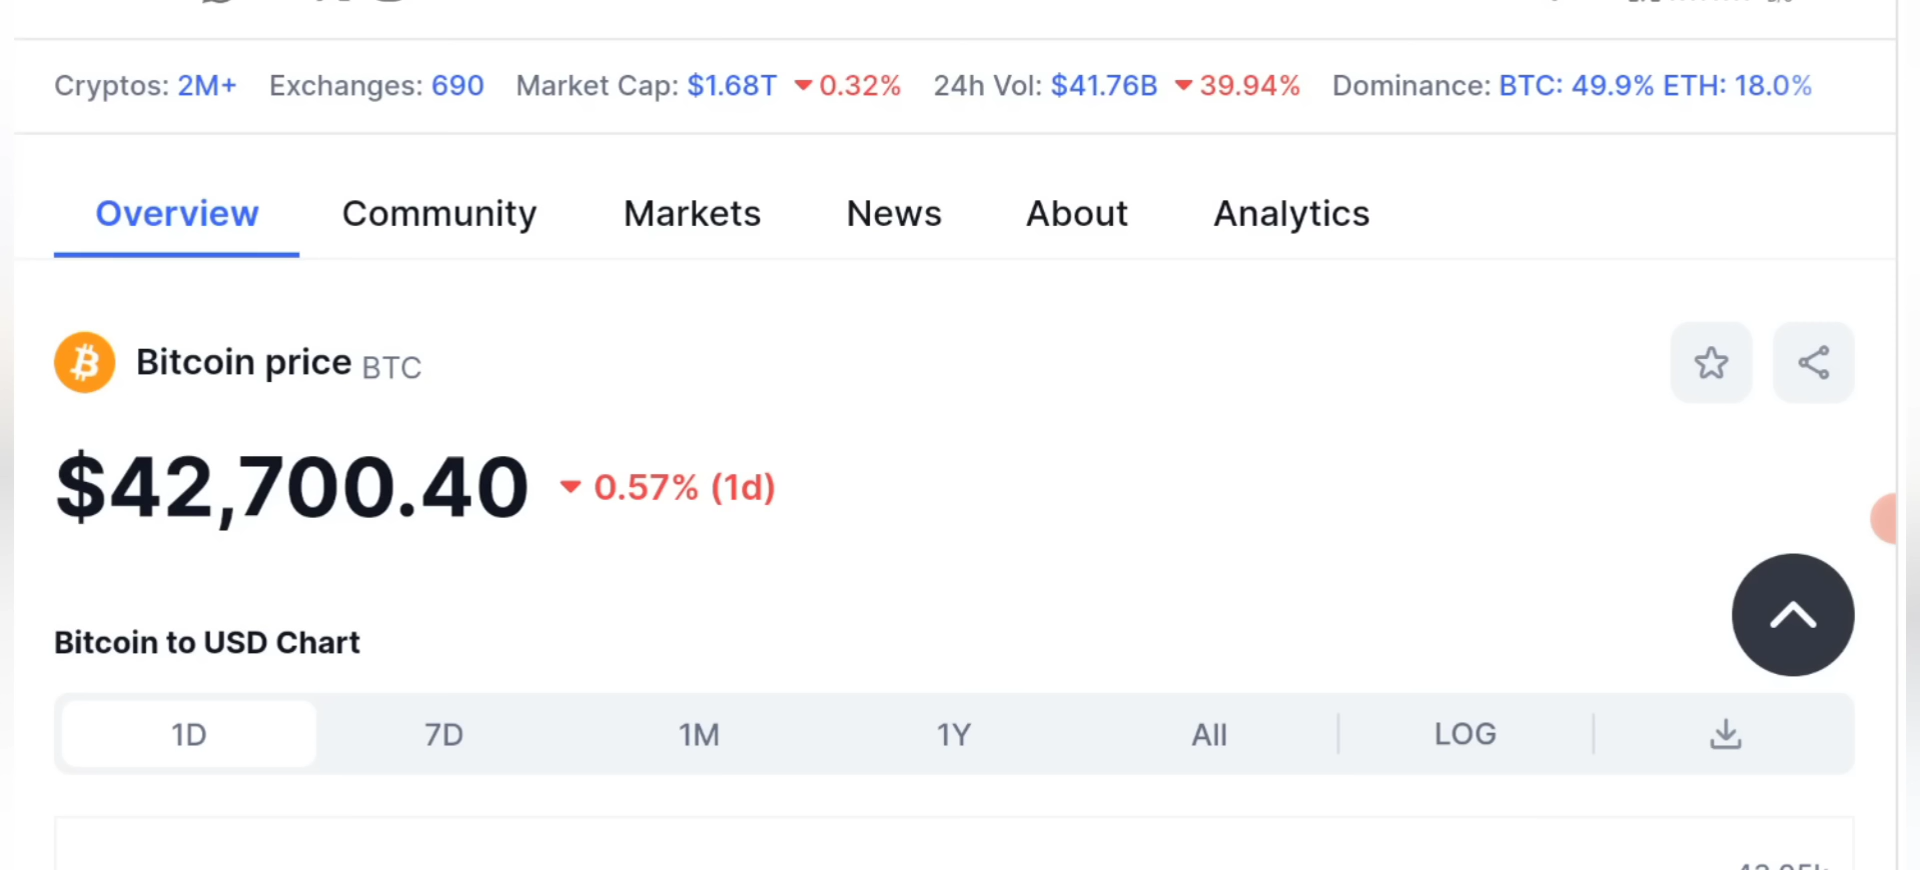 Cryptos: 2M+ Exchanges: 690 Market Cap: $1.68T 0.32% 24h Vol: $41.76B 39.94% Dominance: BTC: 49.9% ETH: 18.0%
Overview Community Markets News About Analytics
Bitcoin price BTC
$42,700.40 0.57% (1d)
Bitcoin to USD Chart
1D 7D 1M 1Y All LOG